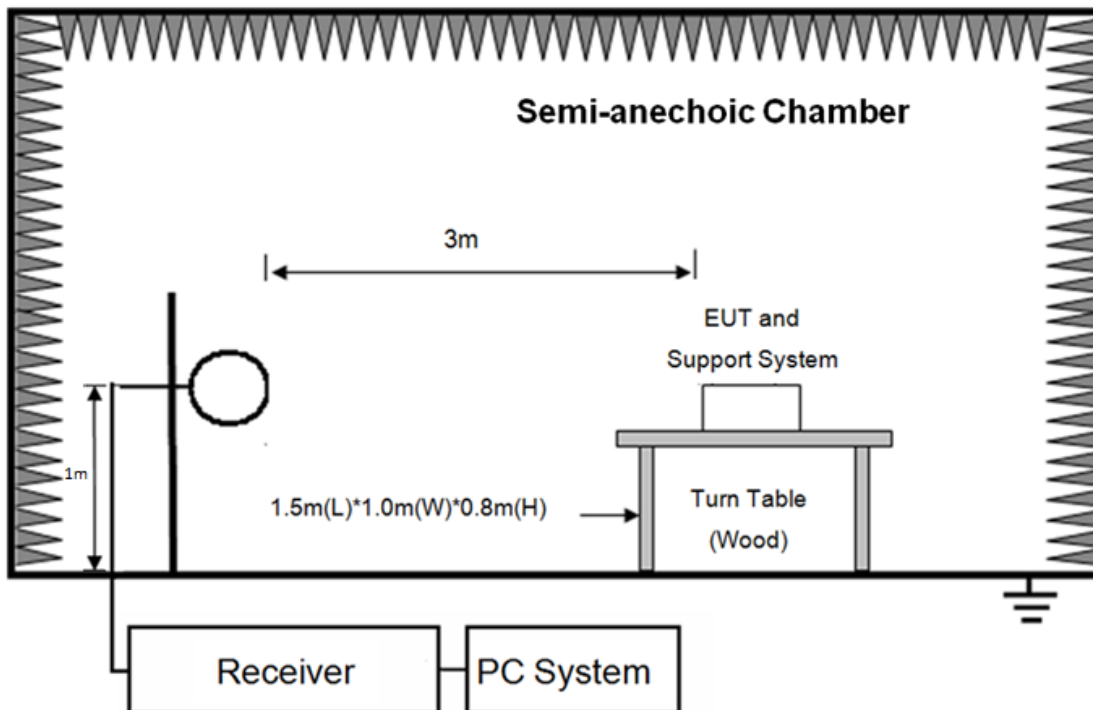 Semi-anechoic Chamber
3m
EUT and
Support System
1m
1.5m(L)*1.0m(W)*0.8m(H)
Turn Table
(Wood)
Receiver
PC System